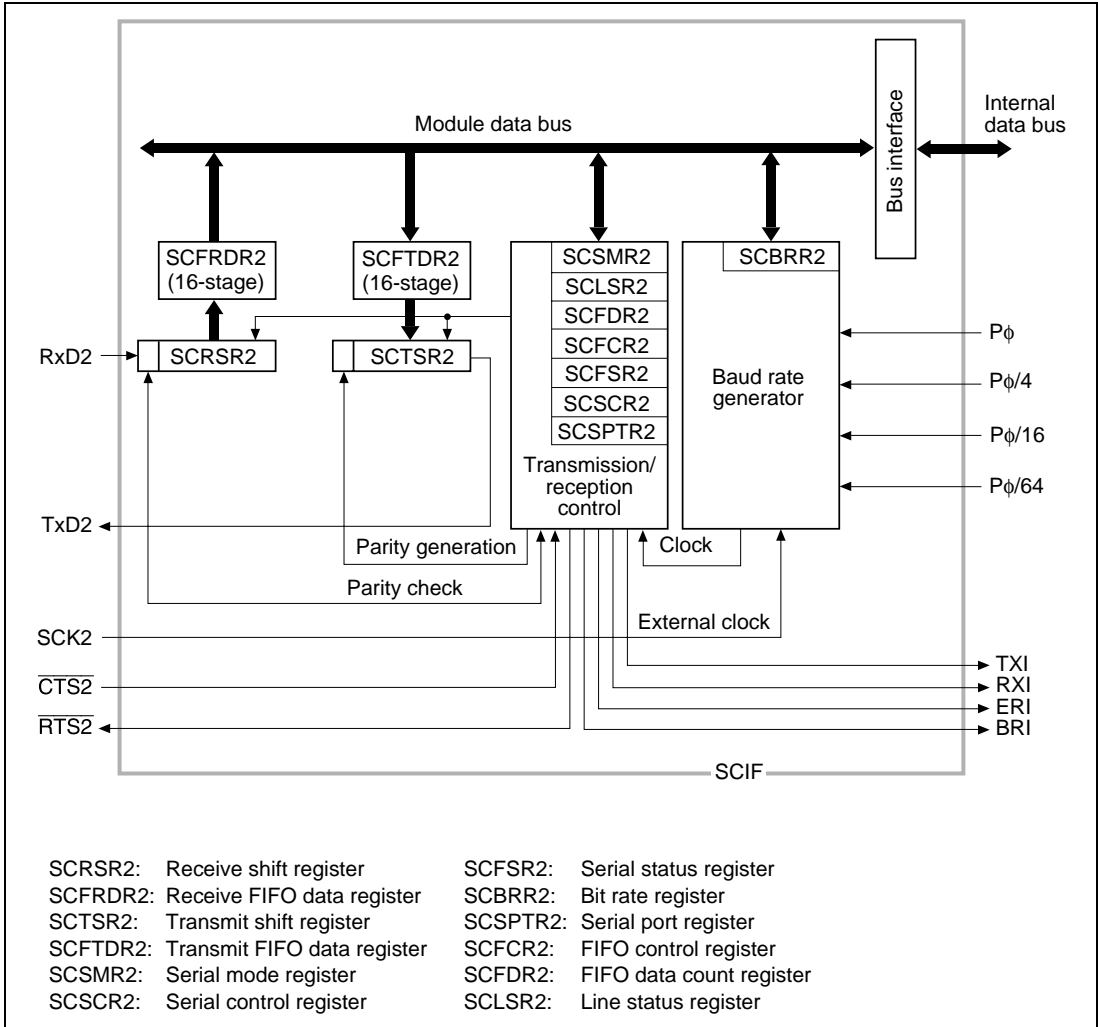 Module data bus
Bus interface
Internal
data bus
SCFRDR2
(16-stage)
SCFTDR2
(16-stage)
SCSMR2
SCLSR2
SCFDR2
SCFCR2
SCFSR2
SCSCR2
SCSPTR2
Transmission/
reception
control
SCBRR2
Baud rate
generator
RxD2
SCRSR2
SCTSR2
Pϕ
Pϕ/4
Pϕ/16
Pϕ/64
TxD2
Parity generation
Clock
Parity check
SCK2
External clock
CTS2
RTS2
TXI
RXI
ERI
BRI
SCIF
SCRSR2: Receive shift register
SCFRDR2: Receive FIFO data register
SCTSR2: Transmit shift register
SCFTDR2: Transmit FIFO data register
SCSMR2: Serial mode register
SCSCR2: Serial control register
SCFSR2: Serial status register
SCBRR2: Bit rate register
SCSPTR2: Serial port register
SCFCR2: FIFO control register
SCFDR2: FIFO data count register
SCLSR2: Line status register